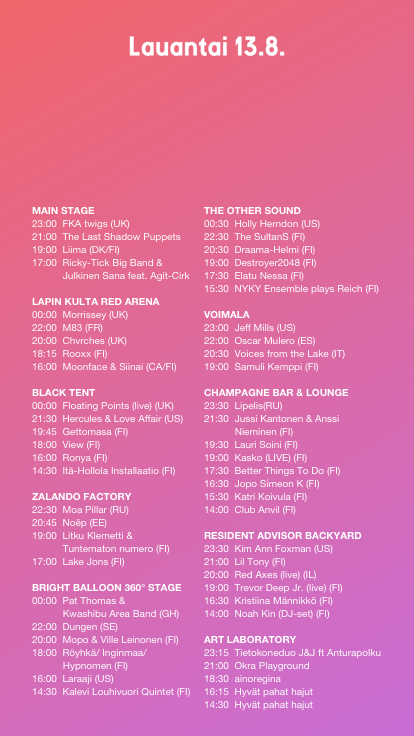 Lauantai 13.8.
MAIN STAGE
23:00 FKA twigs (UK)
21:00 The Last Shadow Puppets
19:00 Liima (DK/FI)
17:00 Ricky-Tick Big Band &
Julkinen Sana feat. Agit-Cirk
LAPIN KULTA RED ARENA
00:00 Morrissey (UK)
22:00 M83 (FR)
20:00 Chvrches (UK)
18:15 Rooxx (FI)
16:00 Moonface & Siinai (CA/FI)
BLACK TENT
00:00 Floating Points (live) (UK)
21:30 Hercules & Love Affair (US)
19:45 Gettomasa (FI)
18:00 View (FI)
16:00 Ronya (FI)
14:30 Itä-Hollola Installaatio (FI)
ZALANDO FACTORY
22:30 Moa Pillar (RU)
20:45 Noëp (EE)
19:00 Litku Klemetti &
Tuntematon numero (FI)
17:00 Lake Jons (FI)
BRIGHT BALLOON 360° STAGE
00:00 Pat Thomas &
Kwashibu Area Band (GH)
22:00 Dungen (SE)
20:00 Mopo & Ville Leinonen (FI)
18:00 Röyhkä/ Inginmaa/
Hypnomen (FI)
16:00 Laraaji (US)
14:30 Kalevi Louhivuori Quintet (FI)
THE OTHER SOUND
00:30 Holly Herndon (US)
22:30 The SultanS (FI)
20:30 Draama-Helmi (FI)
19:00 Destroyer2048 (FI)
17:30 Elatu Nessa (FI)
15:30 NYKY Ensemble plays Reich (FI)
VOIMALA
23:00 Jeff Mills (US)
22:00 Oscar Mulero (ES)
20:30 Voices from the Lake (IT)
19:00 Samuli Kemppi (FI)
CHAMPAGNE BAR & LOUNGE
23:30 Lipelis(RU)
21:30 Jussi Kantonen & Anssi
Nieminen (FI)
19:30 Lauri Soini (FI)
19:00 Kasko (LIVE) (FI)
17:30 Better Things To Do (FI)
16:30 Jopo Símeon K (FI)
15:30 Katri Koivula (FI)
14:00 Club Anvil (FI)
RESIDENT ADVISOR BACKYARD
23:30 Kim Ann Foxman (US)
21:00 Lil Tony (FI)
20:00 Red Axes (live) (IL)
19:00 Trevor Deep Jr. (live) (FI)
16:30 Kristiina Männikkö (FI)
14:00 Noah Kin (DJ-set) (FI)
ART LABORATORY
23:15 Tietokoneduo J&J ft Anturapolku
21:00 Okra Playground
18:30 ainoregina
16:15 Hyvät pahat hajut
14:30 Hyvät pahat hajut